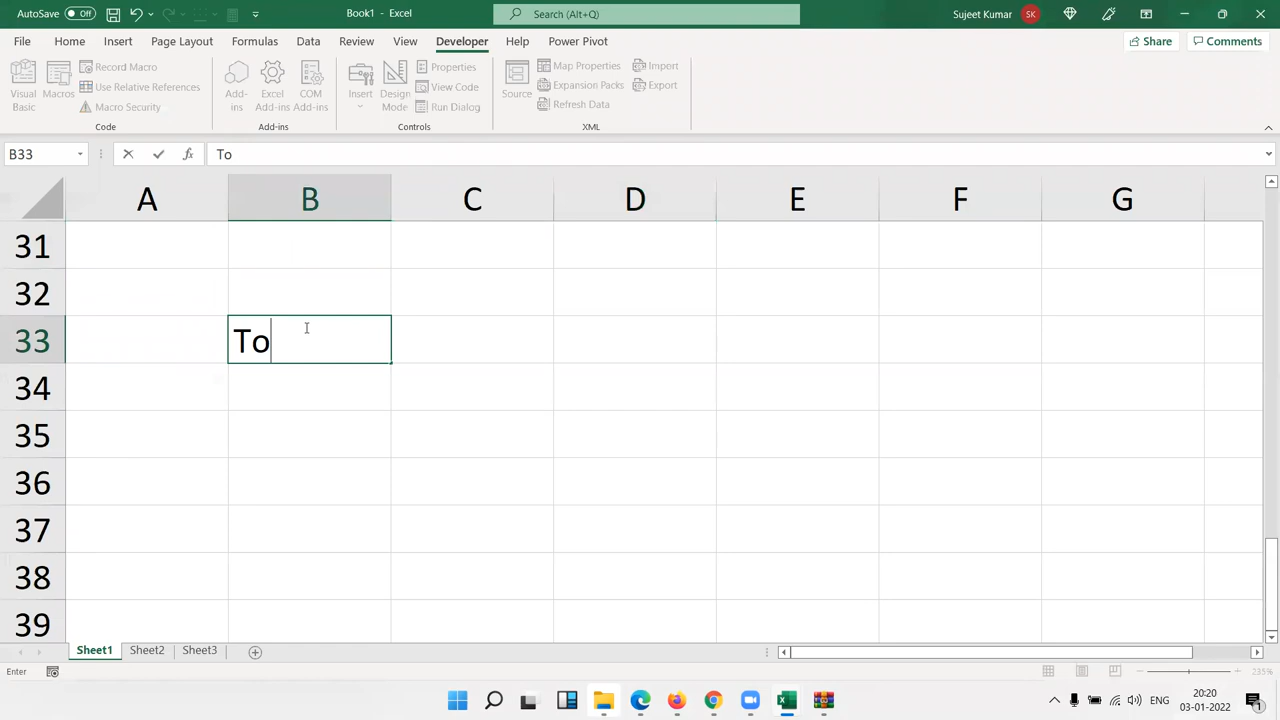 AutoSave Off Book1 - Excel Search (Alt+Q) Sujeet Kumar SK
File Home Insert Page Layout Formulas Data Review View Developer Help Power Pivot Share Comments
Visual Basic Macros Record Macro Use Relative References Macro Security Add-ins Excel Add-ins COM Add-ins Insert Design Mode Properties View Code Run Dialog Source Map Properties Expansion Packs Refresh Data Import Export
Code Add-ins Controls XML
B33 fx To
A B C D E F G
31
32
33 To
34
35
36
37
38
39
Sheet1 Sheet2 Sheet3
Enter 235%
ENG 20:20
03-01-2022 1